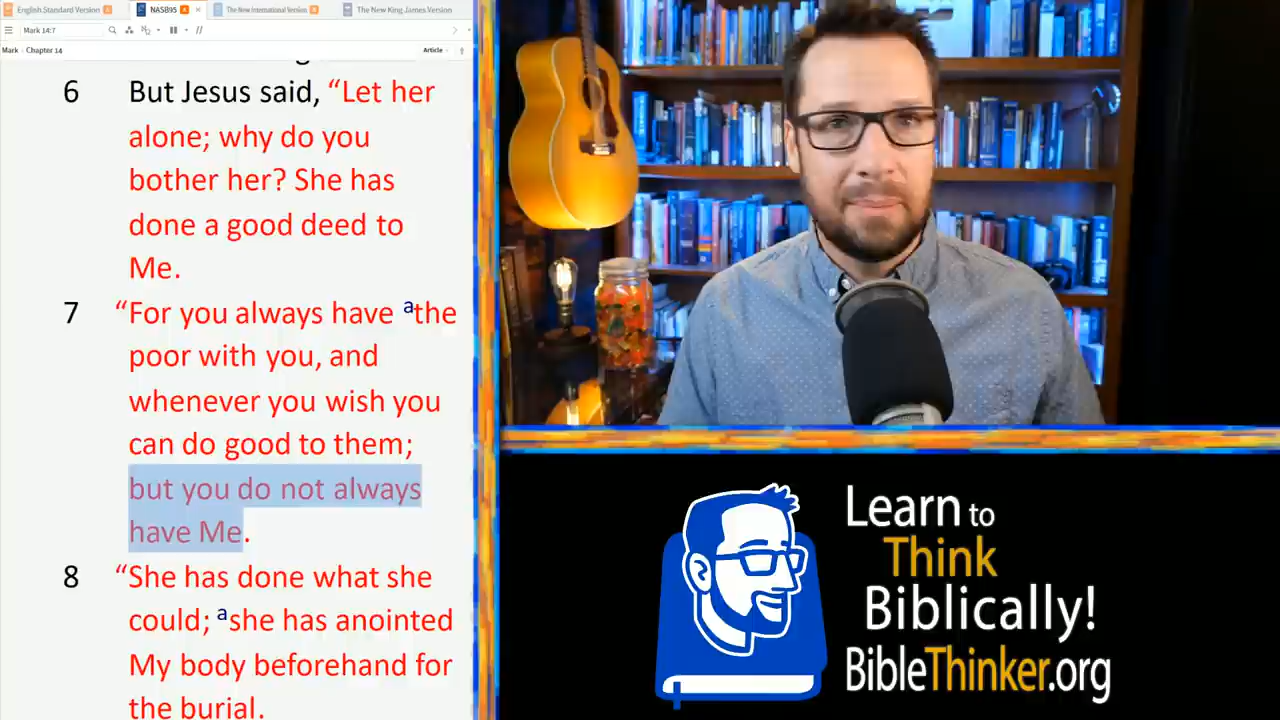 English Standard Version
NASB95
The New International Version
The New King James Version
Mark 14:7
Mark Chapter 14
Article
6 But Jesus said, “Let her
alone; why do you
bother her? She has
done a good deed to
Me.
7 “For you always have athe
poor with you, and
whenever you wish you
can do good to them;
but you do not always
have Me.
8 “She has done what she
could; ashe has anointed
My body beforehand for
the burial.
Learn to
Think
Biblically!
BibleThinker.org